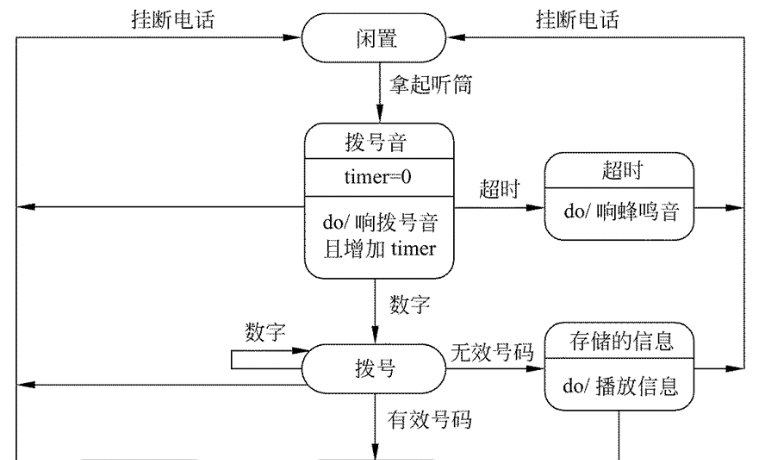 挂断电话
闲置
挂断电话
拿起听筒
拨号音
timer=0
do/ 响拨号音
且增加 timer
超时
超时
do/ 响蜂鸣音
数字
数字
拨号
无效号码
存储的信息
do/ 播放信息
有效号码